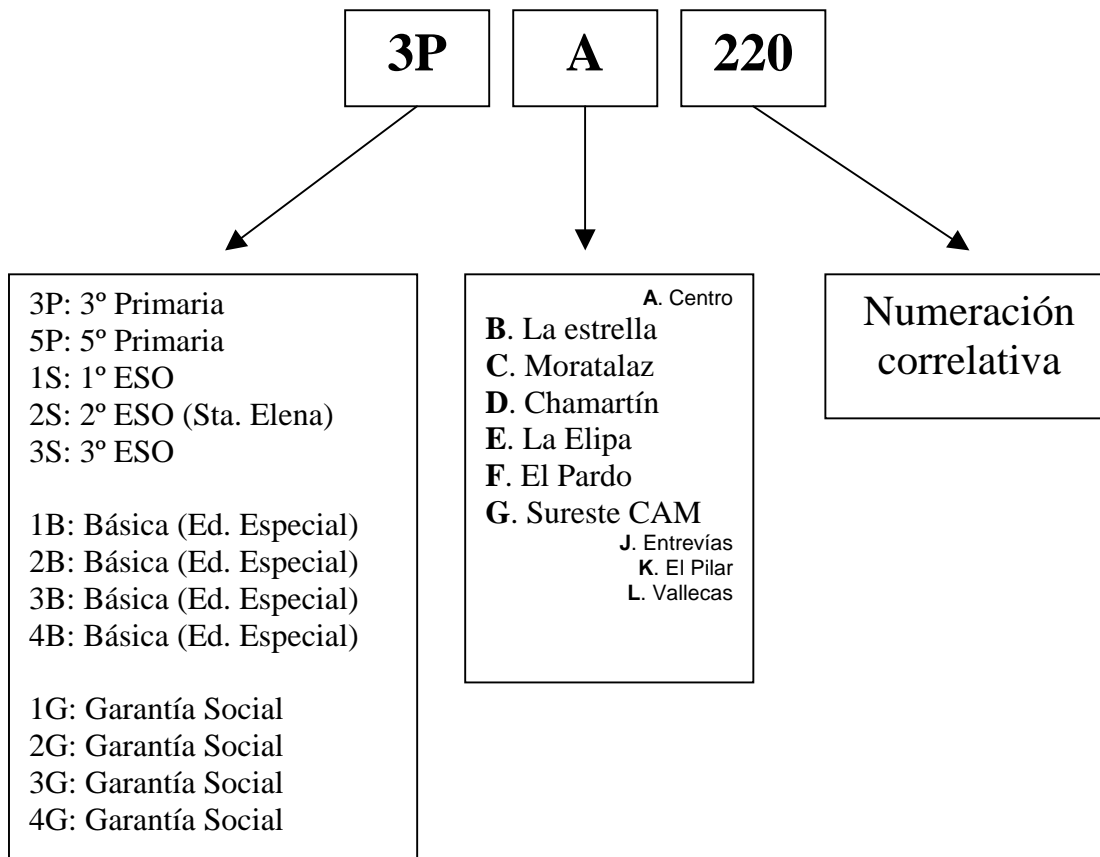 3P A 220
3P: 3º Primaria
5P: 5º Primaria
1S: 1º ESO
2S: 2º ESO (Sta. Elena)
3S: 3º ESO
1B: Básica (Ed. Especial)
2B: Básica (Ed. Especial)
3B: Básica (Ed. Especial)
4B: Básica (Ed. Especial)
1G: Garantía Social
2G: Garantía Social
3G: Garantía Social
4G: Garantía Social
A. Centro
B. La estrella
C. Moratalaz
D. Chamartín
E. La Elipa
F. El Pardo
G. Sureste CAM
J. Entrevías
K. El Pilar
L. Vallecas
Numeración
correlativa